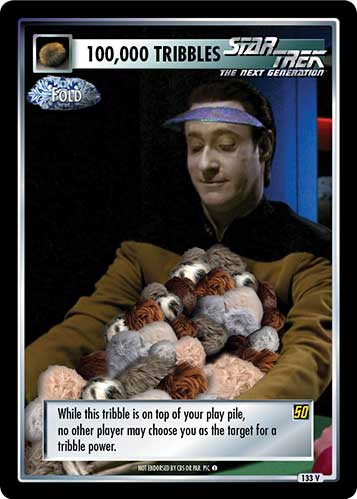 100,000 TRIBBLES
STAR TREK
THE NEXT GENERATION
FOLD
While this tribble is on top of your play pile,
no other player may choose you as the target for a
tribble power.
50
NOT ENDORSED BY CBS OR PAR. PIC
133 V